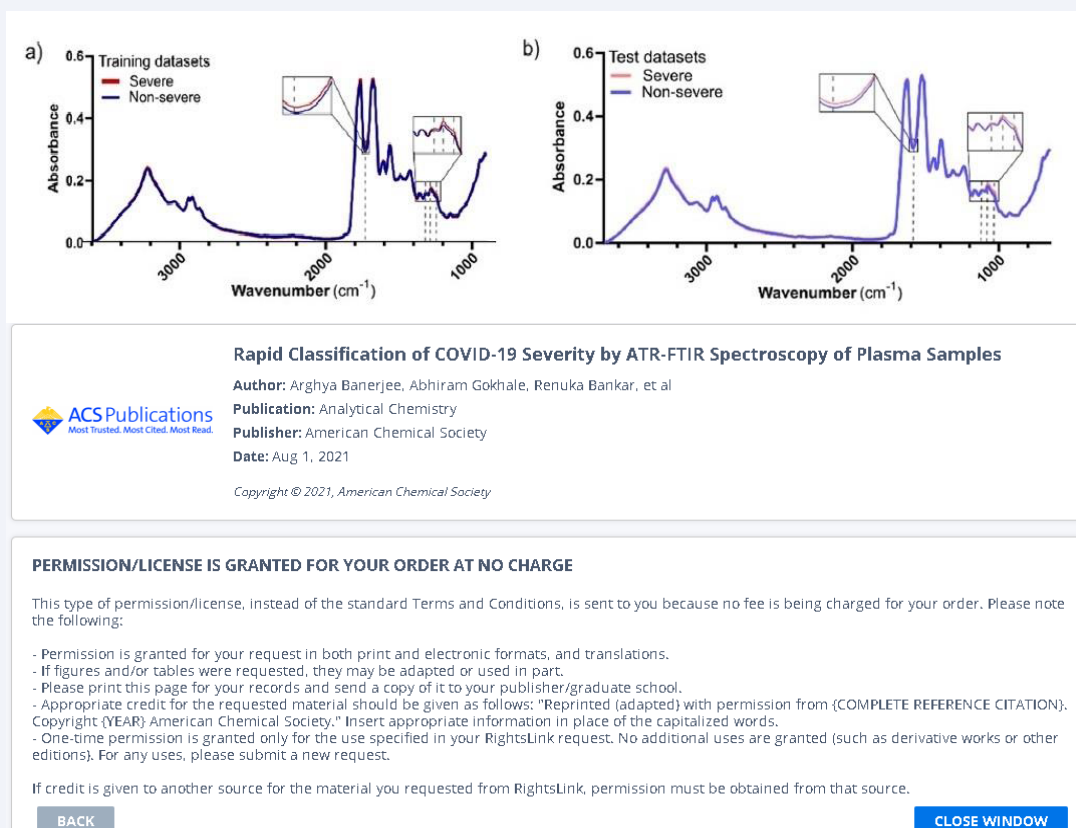 a)
0.6
Training datasets
Severe
Non-severe
0.4
0.2
0.0
Absorbance
3000
2000
1000
Wavenumber (cm-1)
b)
0.6
Test datasets
Severe
Non-severe
0.4
0.2
0.0
Absorbance
3000
2000
1000
Wavenumber (cm-1)
ACS Publications
Most Trusted. Most Cited. Most Read.
Rapid Classification of COVID-19 Severity by ATR-FTIR Spectroscopy of Plasma Samples
Author: Arghya Banerjee, Abhiram Gokhale, Renuka Bankar, et al
Publication: Analytical Chemistry
Publisher: American Chemical Society
Date: Aug 1, 2021
Copyright © 2021, American Chemical Society
PERMISSION/LICENSE IS GRANTED FOR YOUR ORDER AT NO CHARGE
This type of permission/license, instead of the standard Terms and Conditions, is sent to you because no fee is being charged for your order. Please note
the following:
- Permission is granted for your request in both print and electronic formats, and translations.
- If figures and/or tables were requested, they may be adapted or used in part.
- Please print this page for your records and send a copy of it to your publisher/graduate school.
- Appropriate credit for the requested material should be given as follows: "Reprinted (adapted) with permission from {COMPLETE REFERENCE CITATION}.
Copyright {YEAR} American Chemical Society." Insert appropriate information in place of the capitalized words.
- One-time permission is granted only for the use specified in your RightsLink request. No additional uses are granted (such as derivative works or other
editions). For any uses, please submit a new request.
If credit is given to another source for the material you requested from RightsLink, permission must be obtained from that source.
BACK
CLOSE WINDOW